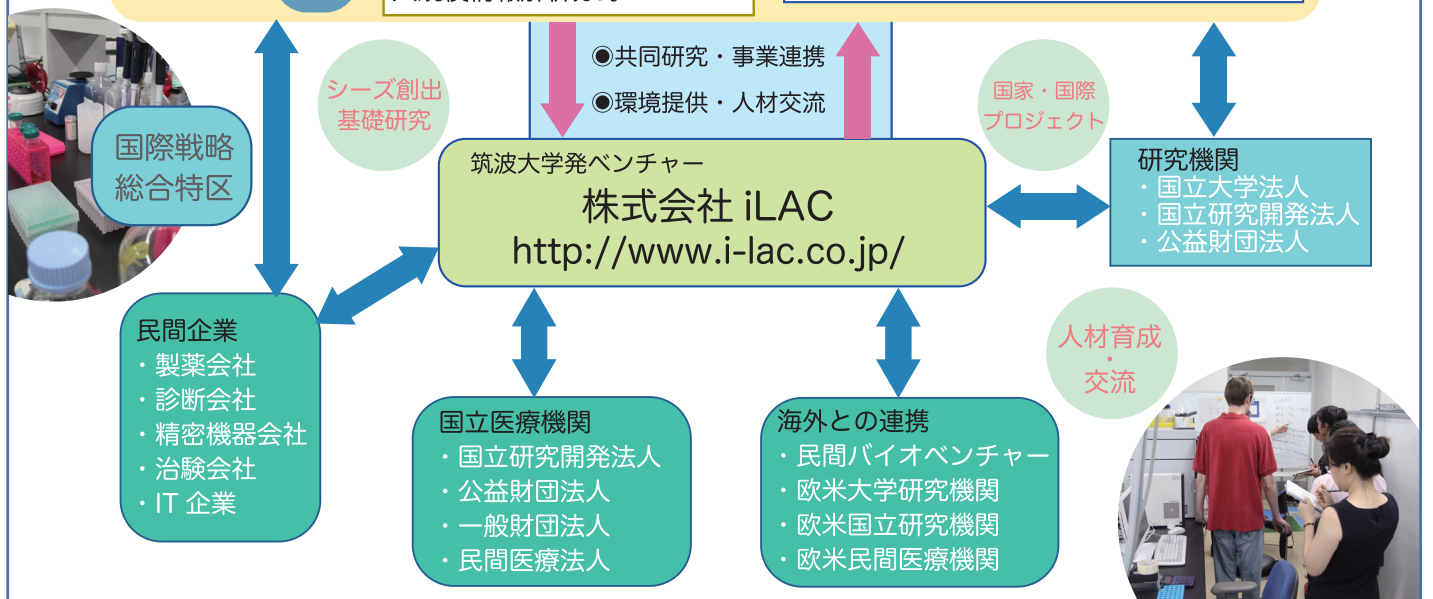 ◉共同研究・事業連携
◉環境提供・人材交流
シーズ創出
基礎研究
国家・国際
プロジェクト
国際戦略
総合特区
筑波大学発ベンチャー
株式会社 iLAC
http://www.i-lac.co.jp/
研究機関
・国立大学法人
・国立研究開発法人
・公益財団法人
民間企業
・製薬会社
・診断会社
・精密機器会社
・治験会社
・IT 企業
国立医療機関
・国立研究開発法人
・公益財団法人
・一般財団法人
・民間医療法人
海外との連携
・民間バイオベンチャー
・欧米大学研究機関
・欧米国立研究機関
・欧米民間医療機関
人材育成
・
交流